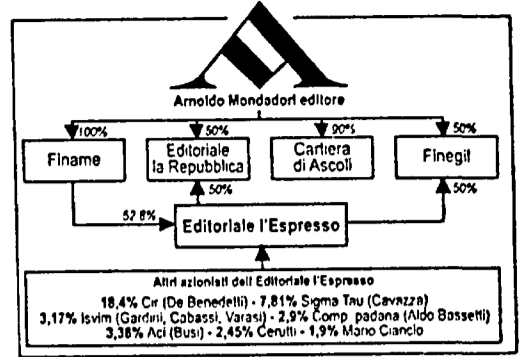 Arnoldo Mondadori editore
100% 50% 90% 50%
Finame
Editoriale
la Repubblica
Cartiera
di Ascoli
Finegil
50% 50%
52,8%
Editoriale l'Espresso
Altri azionisti dell'Editoriale l'Espresso
18,4% Cir (De Benedetti) - 7,81% Sigma Tau (Cavazza)
3,17% Isvim (Gardini, Cabassi, Varasi) - 2,9% Comp. padana (Aldo Bassetti)
3,38% Aci (Busi) - 2,45% Cerutti - 1,9% Mario Ciancio